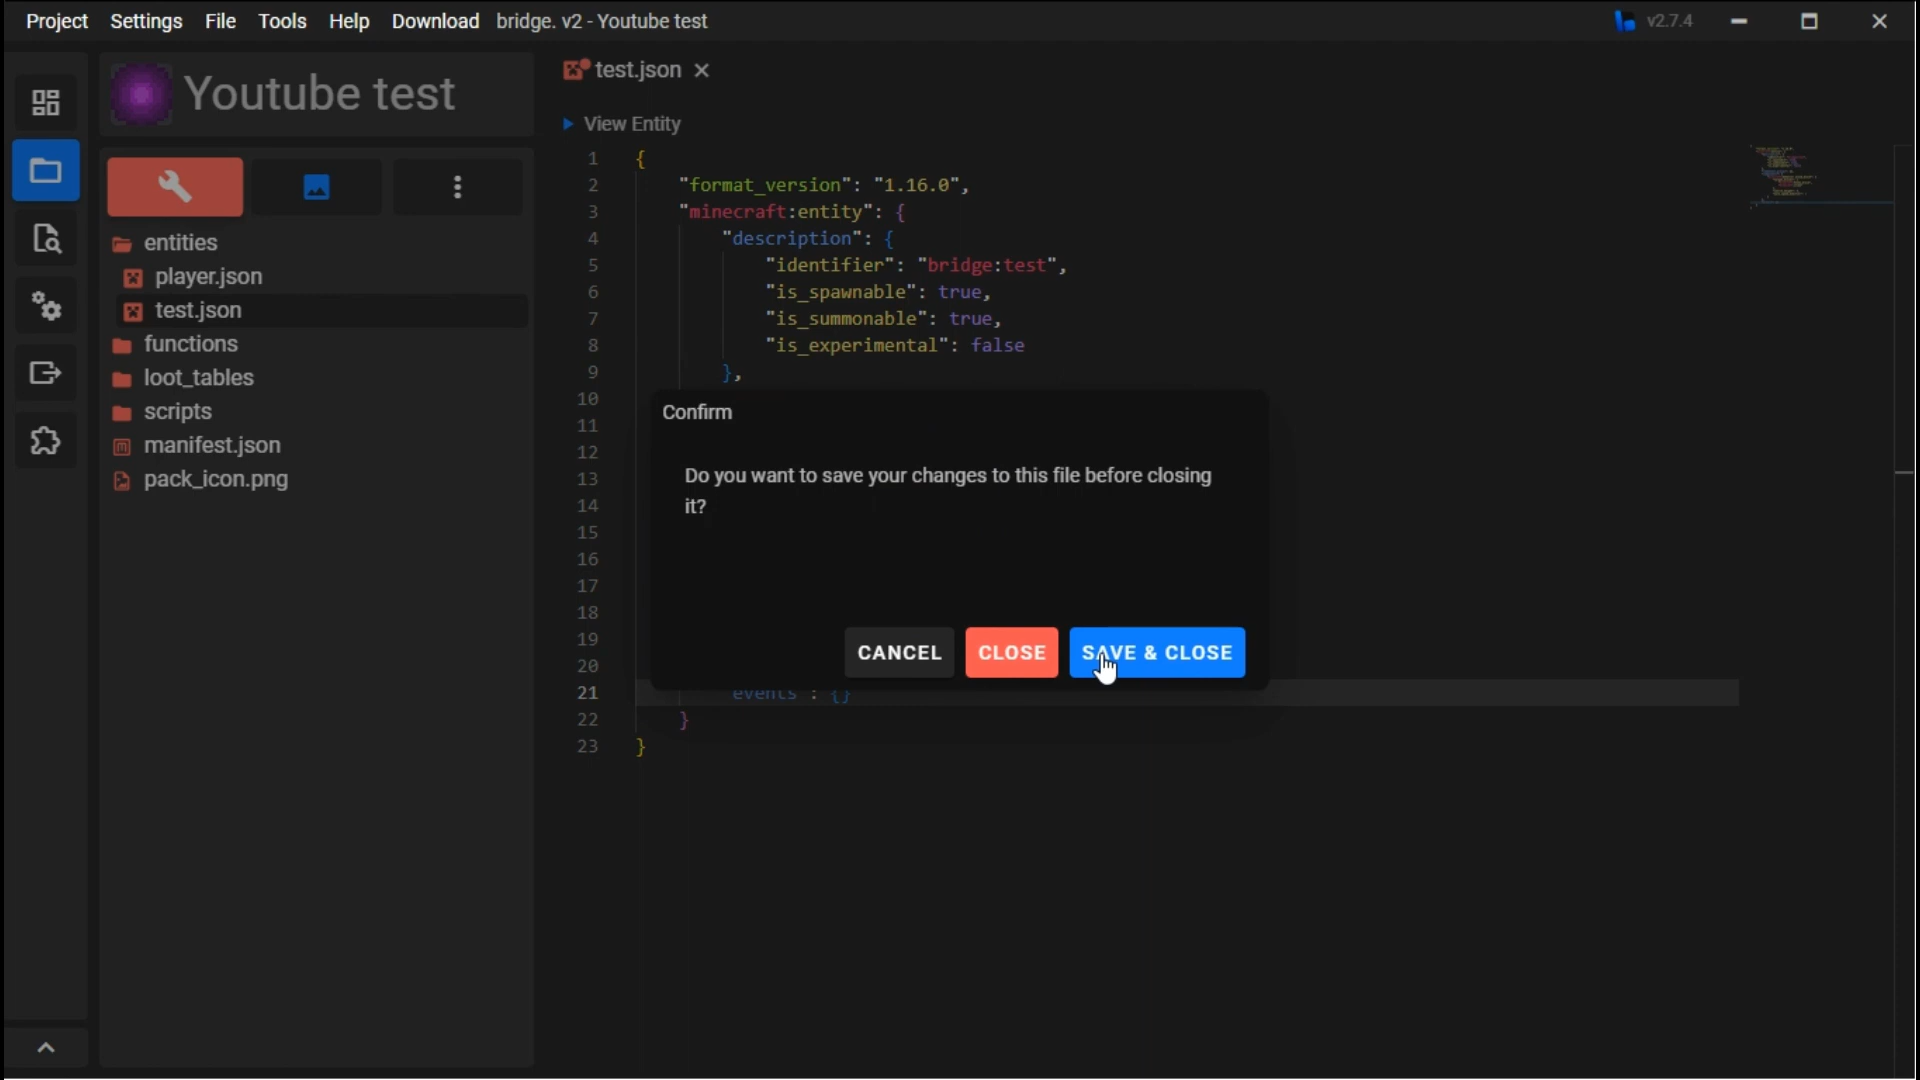 Project Settings File Tools Help Download bridge. v2 - Youtube test v2.7.4
Youtube test
entities
player.json
test.json
functions
loot_tables
scripts
manifest.json
pack_icon.png
test.json
View Entity
1 {
2 "format_version": "1.16.0",
3 "minecraft:entity": {
4 "description": {
5 "identifier": "bridge:test",
6 "is_spawnable": true,
7 "is_summonable": true,
8 "is_experimental": false
9 },
10
11
12
13
14
15
16
17
18
19
20
21 "events": {}
22 }
23 }
Confirm
Do you want to save your changes to this file before closing
it?
CANCEL CLOSE SAVE & CLOSE